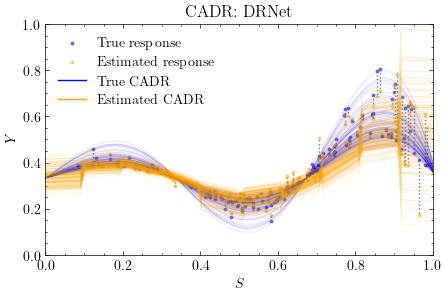 CADR: DRNet
1.0
True response
Estimated response
True CADR
Estimated CADR
0.8
0.6
Y
0.4
0.2
0.0
0.0 0.2 0.4 0.6 0.8 1.0
S